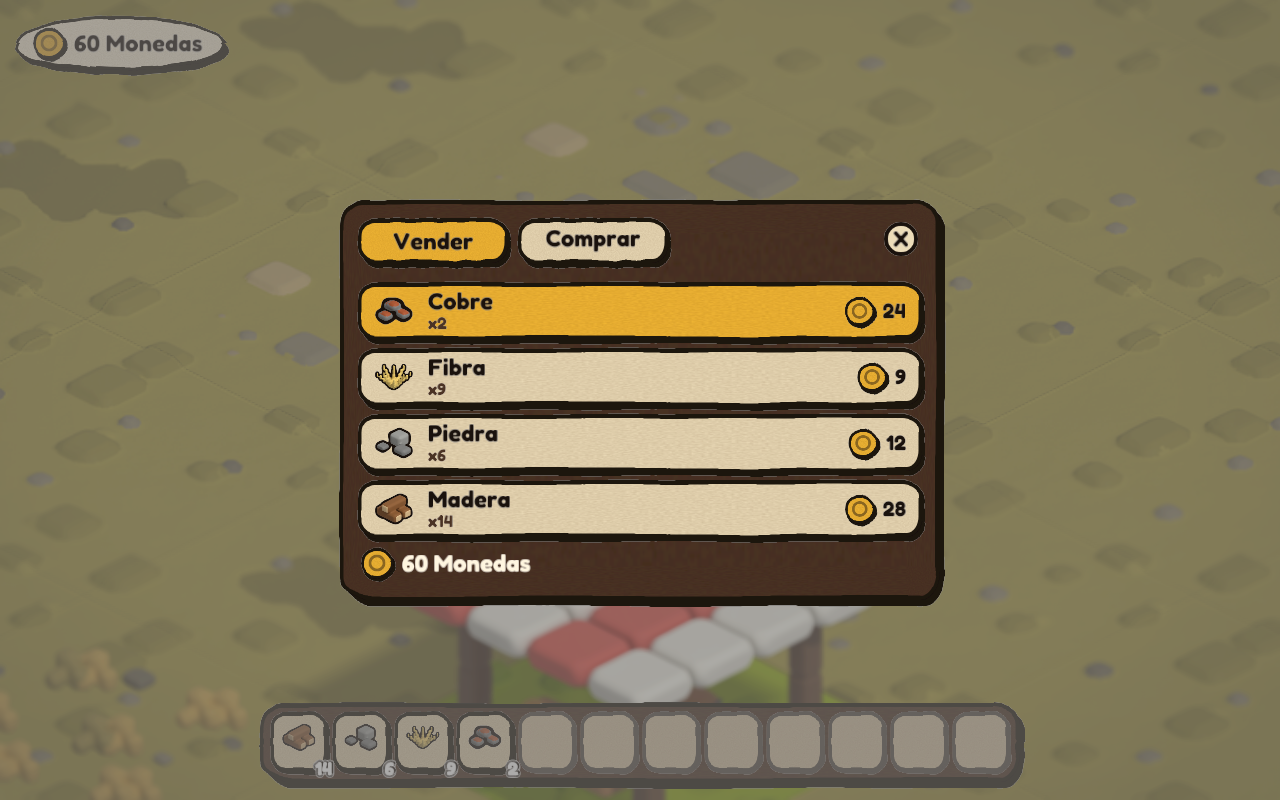 60 Monedas
Vender
Comprar
Cobre
x2
24
Fibra
x9
9
Piedra
x6
12
Madera
x14
28
60 Monedas
14
6
9
2